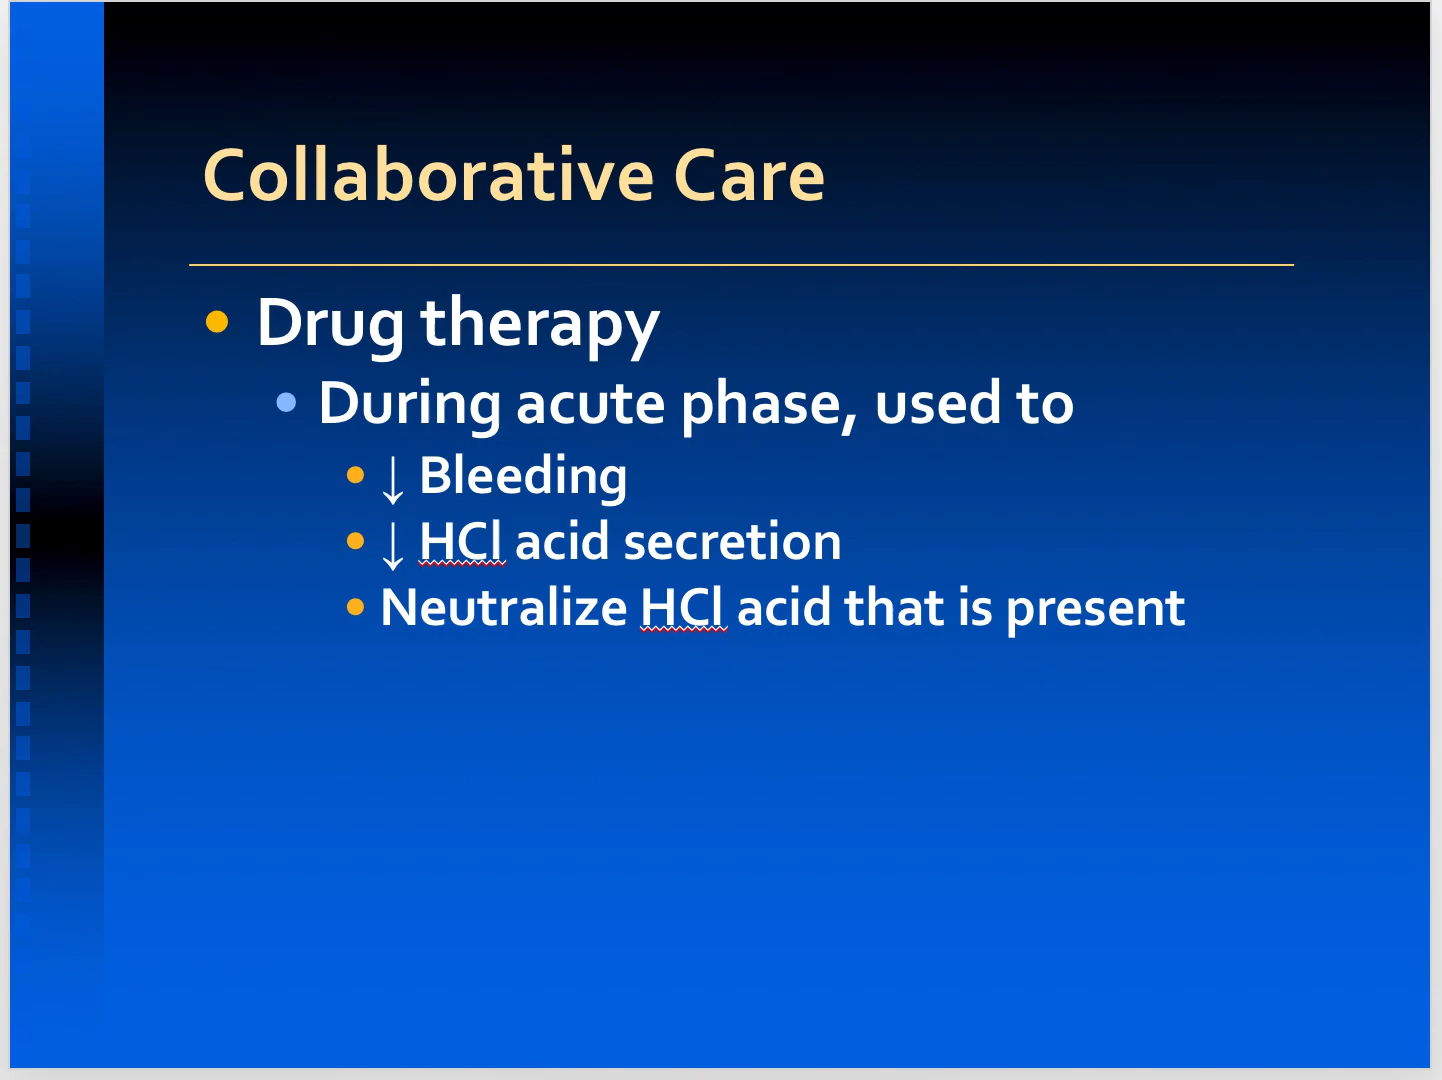 Collaborative Care
• Drug therapy
• During acute phase, used to
• ↓ Bleeding
• ↓ HCl acid secretion
• Neutralize HCl acid that is present